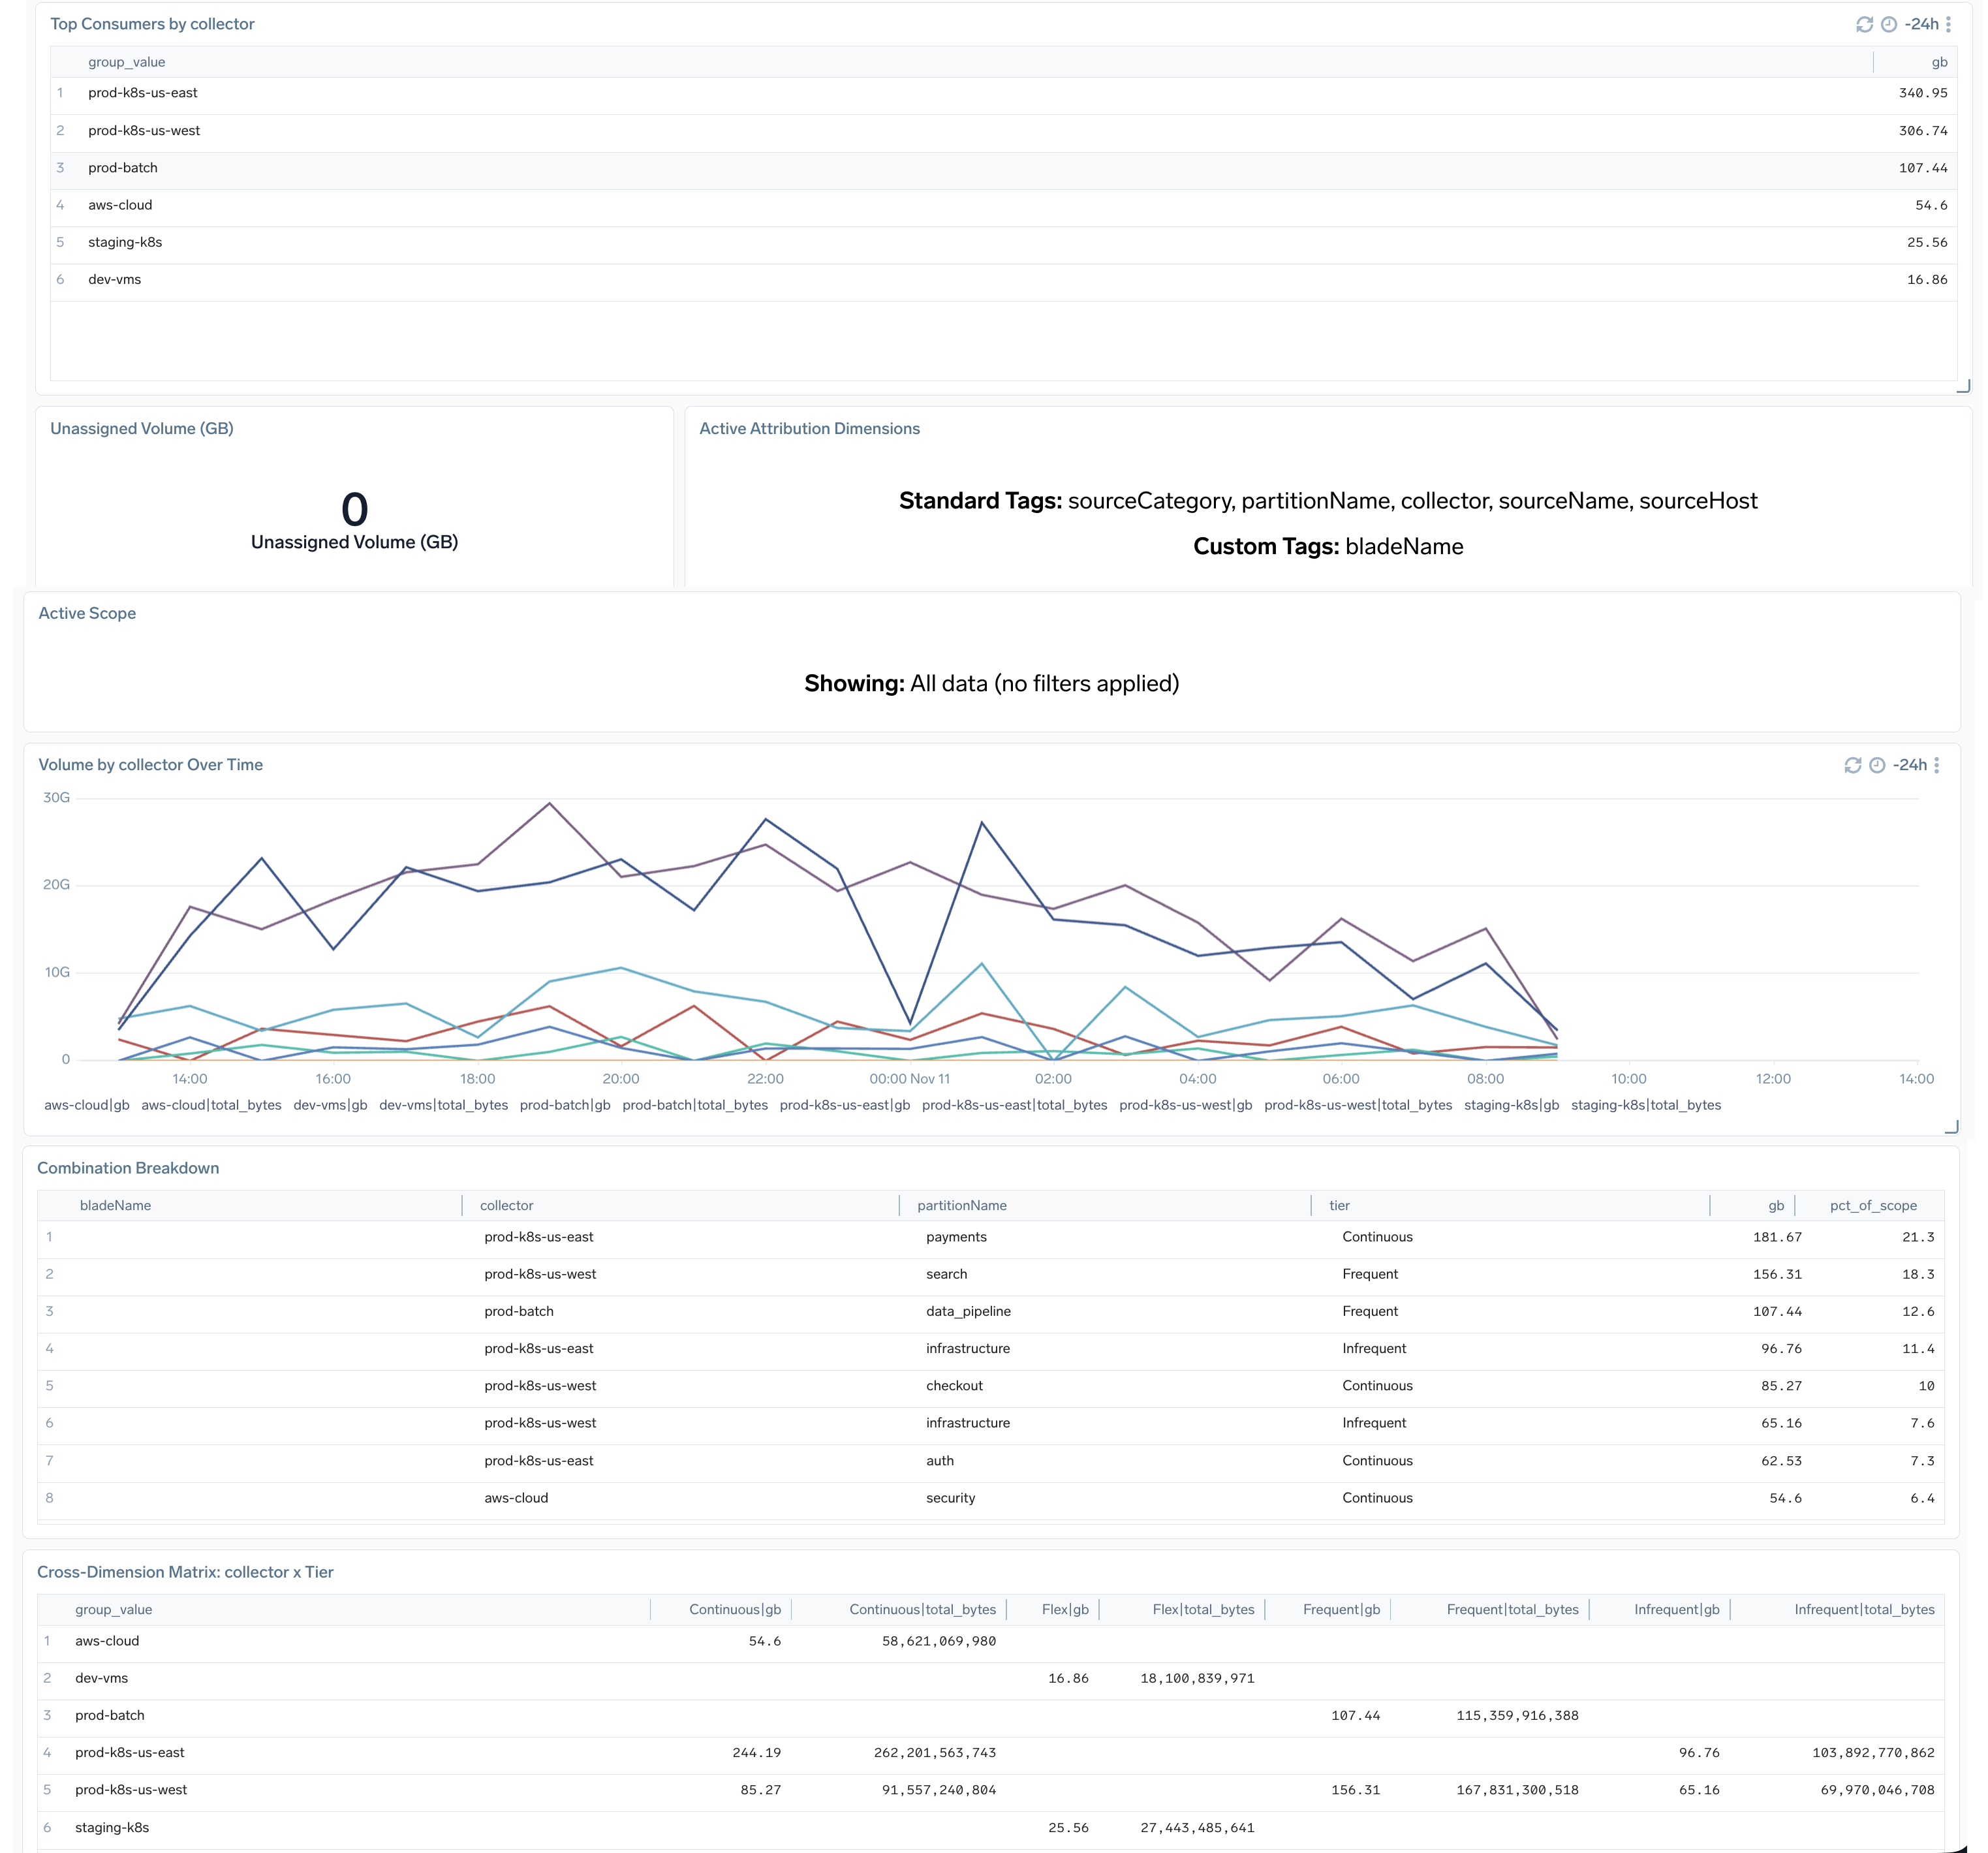 Top Consumers by collector -24h
group_value gb
1 prod-k8s-us-east 340.95
2 prod-k8s-us-west 306.74
3 prod-batch 107.44
4 aws-cloud 54.6
5 staging-k8s 25.56
6 dev-vms 16.86
Unassigned Volume (GB)
0
Unassigned Volume (GB)
Active Attribution Dimensions
Standard Tags: sourceCategory, partitionName, collector, sourceName, sourceHost
Custom Tags: bladeName
Active Scope
Showing: All data (no filters applied)
Volume by collector Over Time -24h
30G
20G
10G
0
14:00 16:00 18:00 20:00 22:00 00:00 Nov 11 02:00 04:00 06:00 08:00 10:00 12:00 14:00
aws-cloud|gb aws-cloud|total_bytes dev-vms|gb dev-vms|total_bytes prod-batch|gb prod-batch|total_bytes prod-k8s-us-east|gb prod-k8s-us-east|total_bytes prod-k8s-us-west|gb prod-k8s-us-west|total_bytes staging-k8s|gb staging-k8s|total_bytes
Combination Breakdown
bladeName collector partitionName tier gb pct_of_scope
1 prod-k8s-us-east payments Continuous 181.67 21.3
2 prod-k8s-us-west search Frequent 156.31 18.3
3 prod-batch data_pipeline Frequent 107.44 12.6
4 prod-k8s-us-east infrastructure Infrequent 96.76 11.4
5 prod-k8s-us-west checkout Continuous 85.27 10
6 prod-k8s-us-west infrastructure Infrequent 65.16 7.6
7 prod-k8s-us-east auth Continuous 62.53 7.3
8 aws-cloud security Continuous 54.6 6.4
Cross-Dimension Matrix: collector x Tier
group_value Continuous|gb Continuous|total_bytes Flex|gb Flex|total_bytes Frequent|gb Frequent|total_bytes Infrequent|gb Infrequent|total_bytes
1 aws-cloud 54.6 58,621,069,980
2 dev-vms 16.86 18,100,839,971
3 prod-batch 107.44 115,359,916,388
4 prod-k8s-us-east 244.19 262,201,563,743 96.76 103,892,770,862
5 prod-k8s-us-west 85.27 91,557,240,804 156.31 167,831,300,518 65.16 69,970,046,708
6 staging-k8s 25.56 27,443,485,641